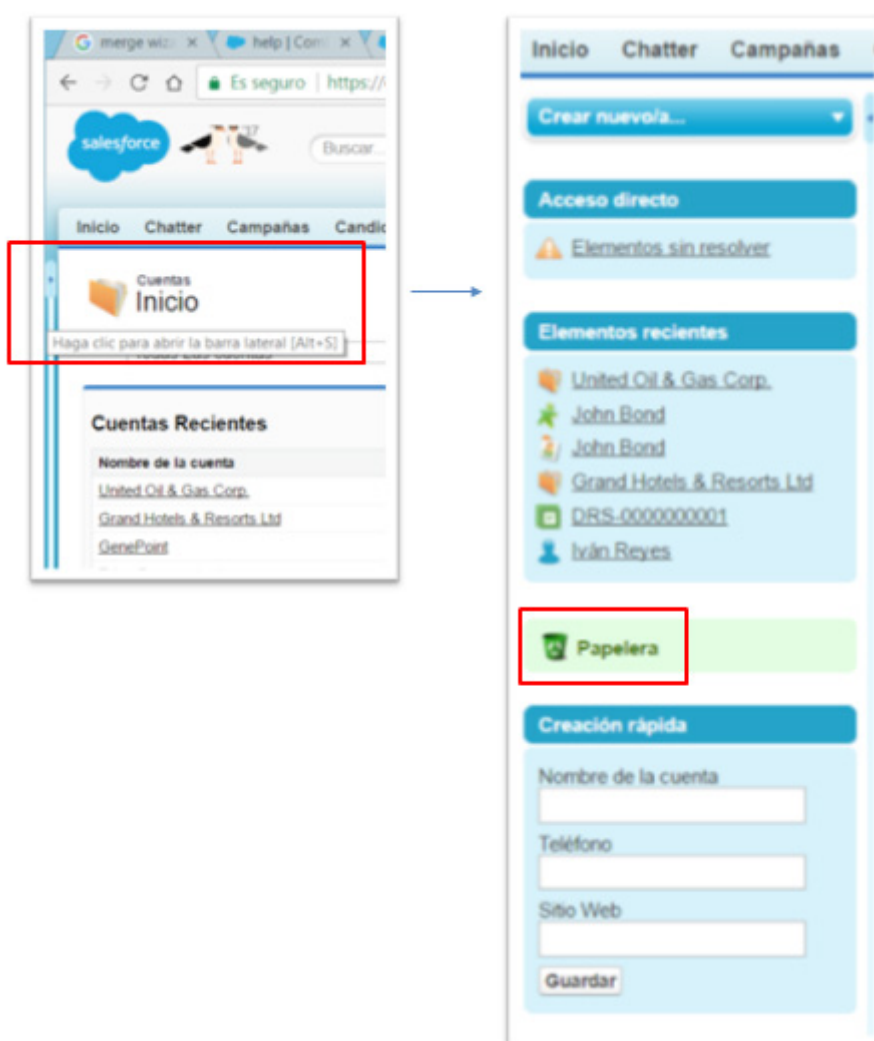 merge wiz
help | Com
Es seguro
https://
salesforce
'17
Buscar...
Inicio Chatter Campañas Candic
Cuentas
Inicio
Haga clic para abrir la barra lateral [Alt+S]
Cuentas Recientes
Nombre de la cuenta
United Oil & Gas Corp.
Grand Hotels & Resorts Ltd
GenePoint
Inicio Chatter Campañas
Crear nuevo/a...
Acceso directo
Elementos sin resolver
Elementos recientes
United Oil & Gas Corp.
John Bond
John Bond
Grand Hotels & Resorts Ltd
DRS-0000000001
Iván Reyes
Papelera
Creación rápida
Nombre de la cuenta
Teléfono
Sitio Web
Guardar